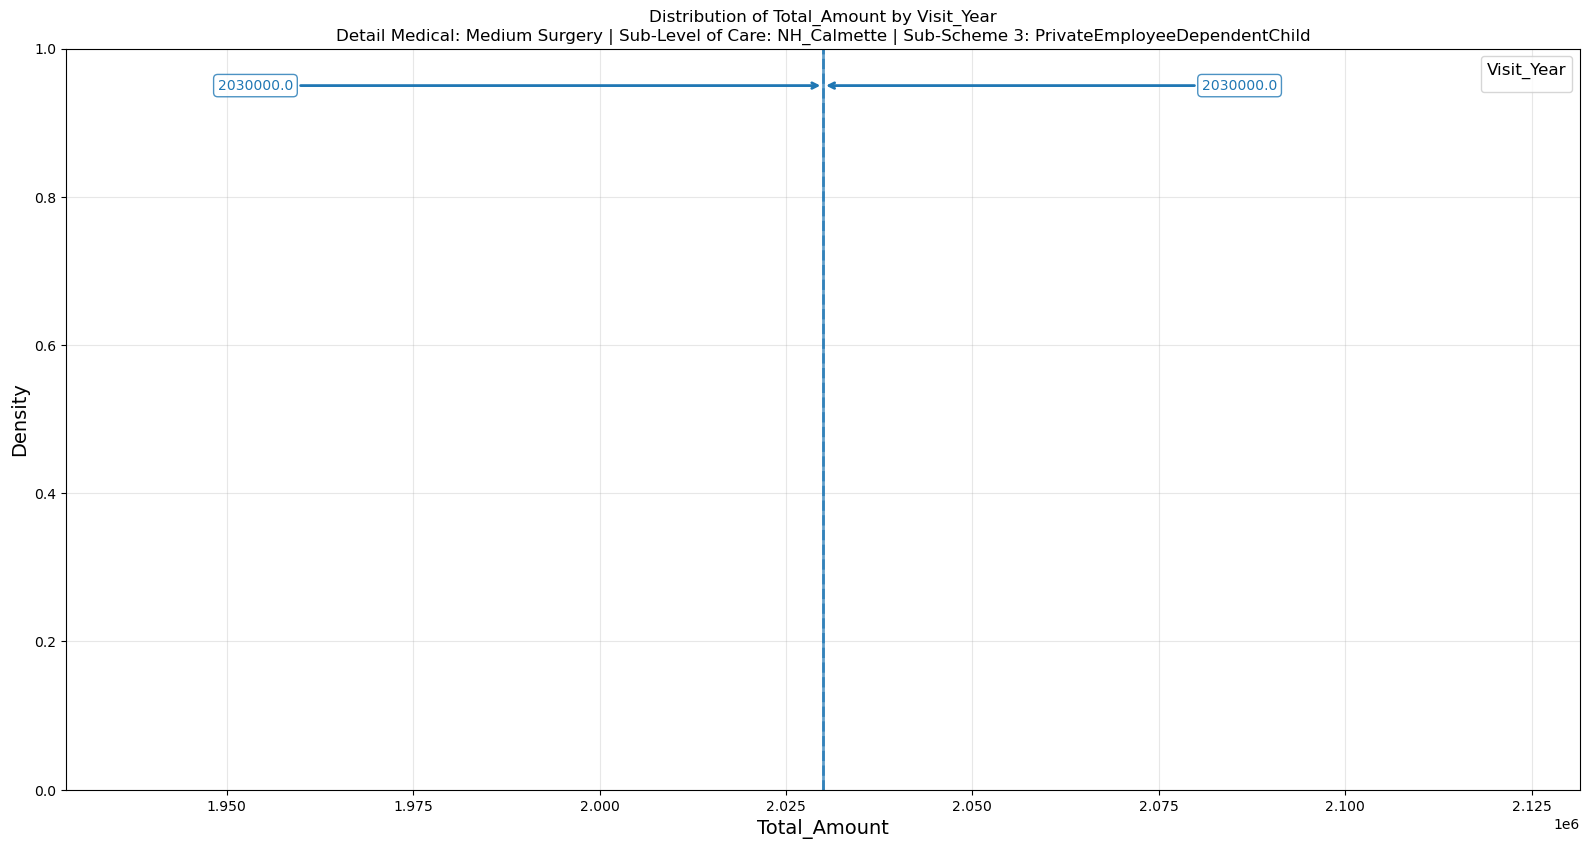 Distribution of Total_Amount by Visit_Year
Detail Medical: Medium Surgery | Sub-Level of Care: NH_Calmette | Sub-Scheme 3: PrivateEmployeeDependentChild
1.0
2030000.0
2030000.0
Visit_Year
0.8
0.6
Density
0.4
0.2
0.0
1.950
1.975
2.000
2.025
2.050
2.075
2.100
2.125
Total_Amount
1e6